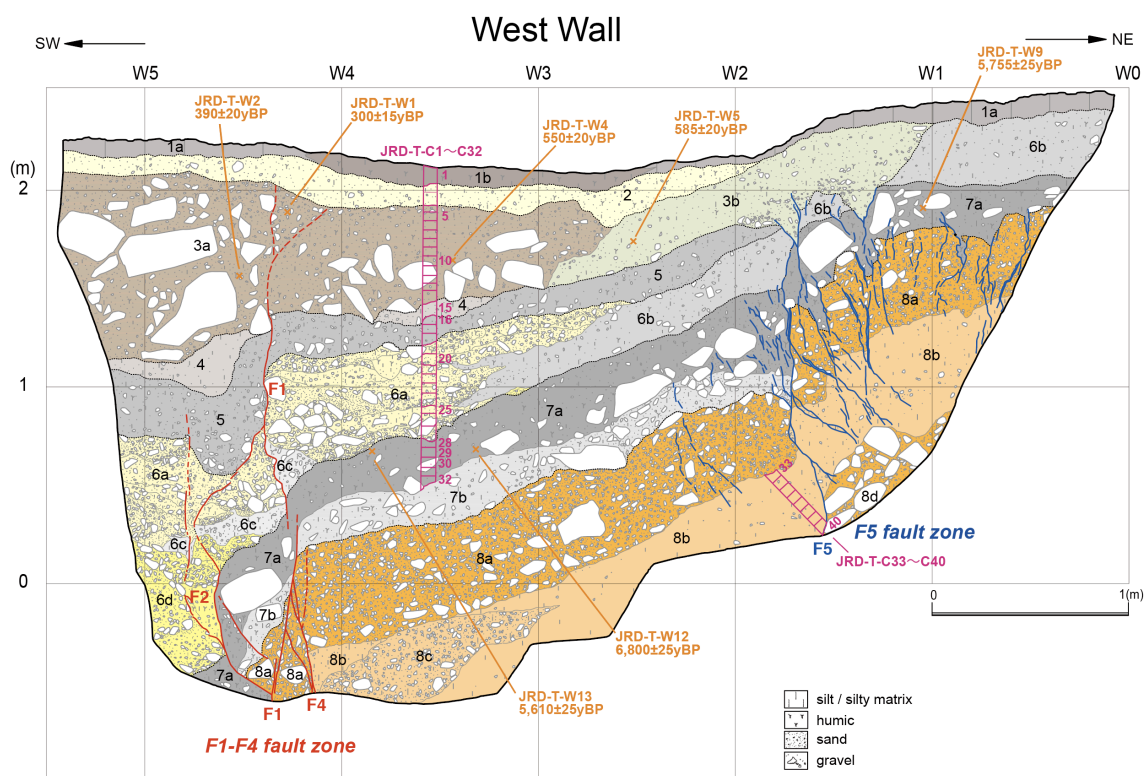 West Wall
SW
NE
W5
W4
W3
W2
W1
W0
JRD-T-W9
5,755±25yBP
JRD-T-W2
390±20yBP
JRD-T-W1
300±15yBP
JRD-T-W4
550±20yBP
JRD-T-W5
585±20yBP
JRD-T-C1～C32
(m)
2
1
0
1a
1b
1a
2
3b
6b
6b
7a
3a
1
5
10
15
16
20
25
28
29
30
32
4
4
5
5
6b
8a
8b
F1
6a
7a
6a
6c
7b
6c
6c
7a
8a
8b
33
40
8d
F5
F5 fault zone
JRD-T-C33～C40
6d
F2
7b
7a
8a
8a
8b
8c
F1
F4
F1-F4 fault zone
JRD-T-W12
6,800±25yBP
JRD-T-W13
5,610±25yBP
0
1(m)
silt / silty matrix
humic
sand
gravel